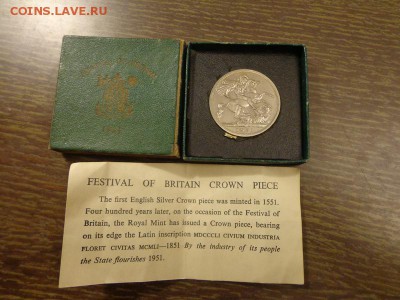 COINS.LAVE.RU
1951
FESTIVAL OF BRITAIN CROWN PIECE
The first English Silver Crown piece was minted in 1551.
Four hundred years later, on the occasion of the Festival of
Britain, the Royal Mint has issued a Crown piece, bearing
on its edge the Latin inscription MDCCCLI CIVIUM INDUSTRIA
FLORET CIVITAS MCMLI—1851 By the industry of its people
the State flourishes 1951.